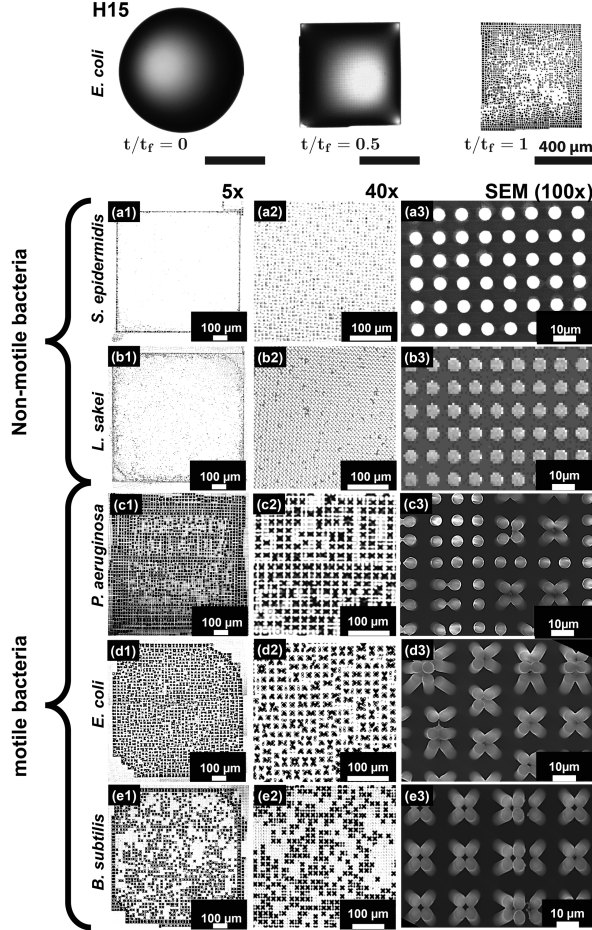 H15
E. coli
t/t_f = 0
t/t_f = 0.5
t/t_f = 1
400 µm
5x
40x
SEM (100x)
Non-motile bacteria
S. epidermidis
(a1)
100 µm
(a2)
100 µm
(a3)
10µm
L. sakei
(b1)
100 µm
(b2)
100 µm
(b3)
10µm
motile bacteria
P. aeruginosa
(c1)
100 µm
(c2)
100 µm
(c3)
10µm
E. coli
(d1)
100 µm
(d2)
100 µm
(d3)
10µm
B. subtilis
(e1)
100 µm
(e2)
100 µm
(e3)
10 µm